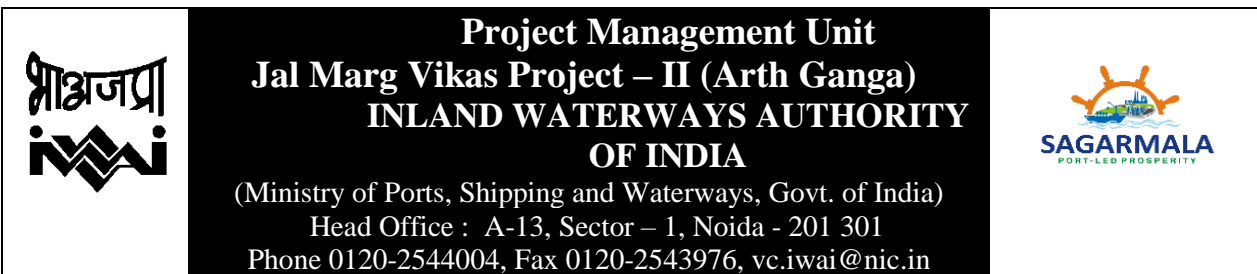 भाअजप्रा
iWAI
Project Management Unit
Jal Marg Vikas Project – II (Arth Ganga)
INLAND WATERWAYS AUTHORITY
OF INDIA
(Ministry of Ports, Shipping and Waterways, Govt. of India)
Head Office : A-13, Sector – 1, Noida - 201 301
Phone 0120-2544004, Fax 0120-2543976, vc.iwai@nic.in
SAGARMALA
PORT-LED PROSPERITY